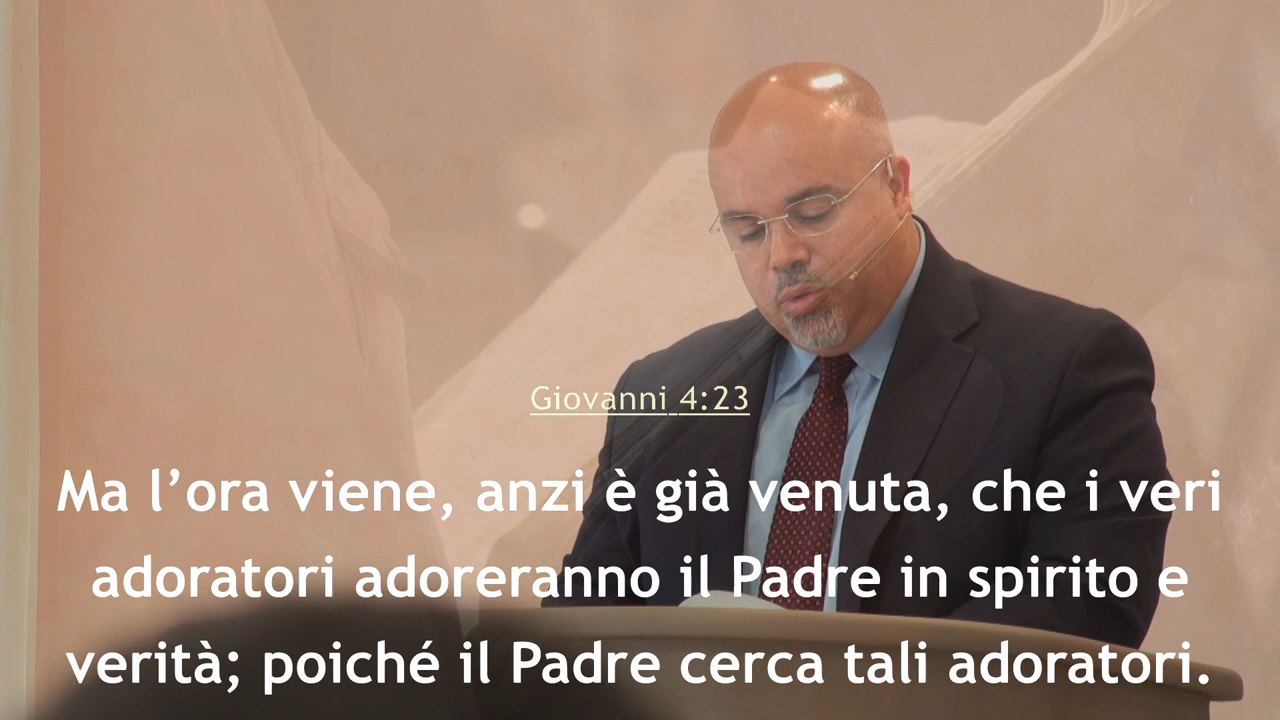 Giovanni 4:23
Ma l’ora viene, anzi è già venuta, che i veri
adoratori adoreranno il Padre in spirito e
verità; poiché il Padre cerca tali adoratori.